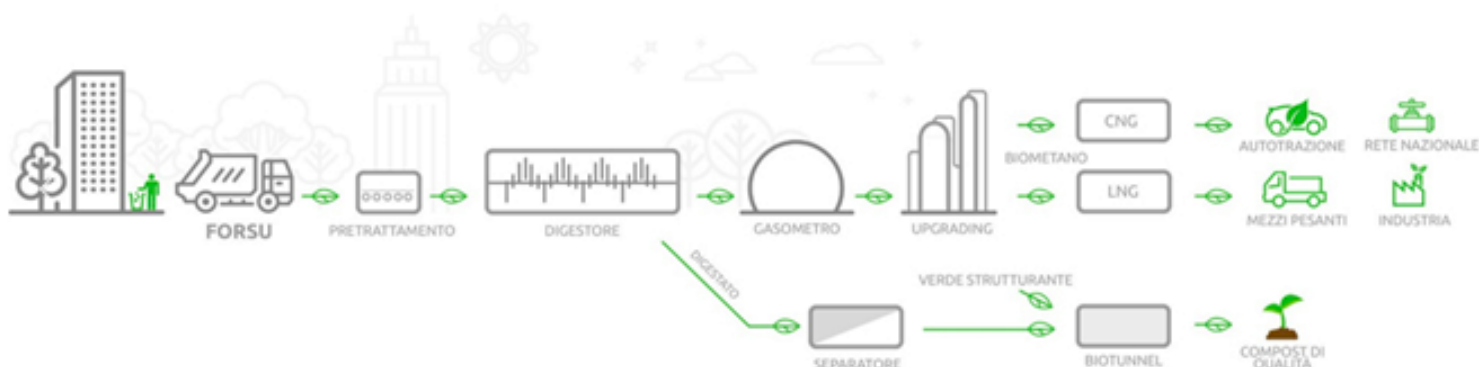 FORSU
PRETRATTAMENTO
DIGESTORE
GASOMETRO
UPGRADING
BIOMETANO
CNG
LNG
AUTOTRAZIONE
RETE NAZIONALE
MEZZI PESANTI
INDUSTRIA
DIGESTATO
SEPARATORE
VERDE STRUTTURANTE
BIOTUNNEL
COMPOST DI
QUALITÀ